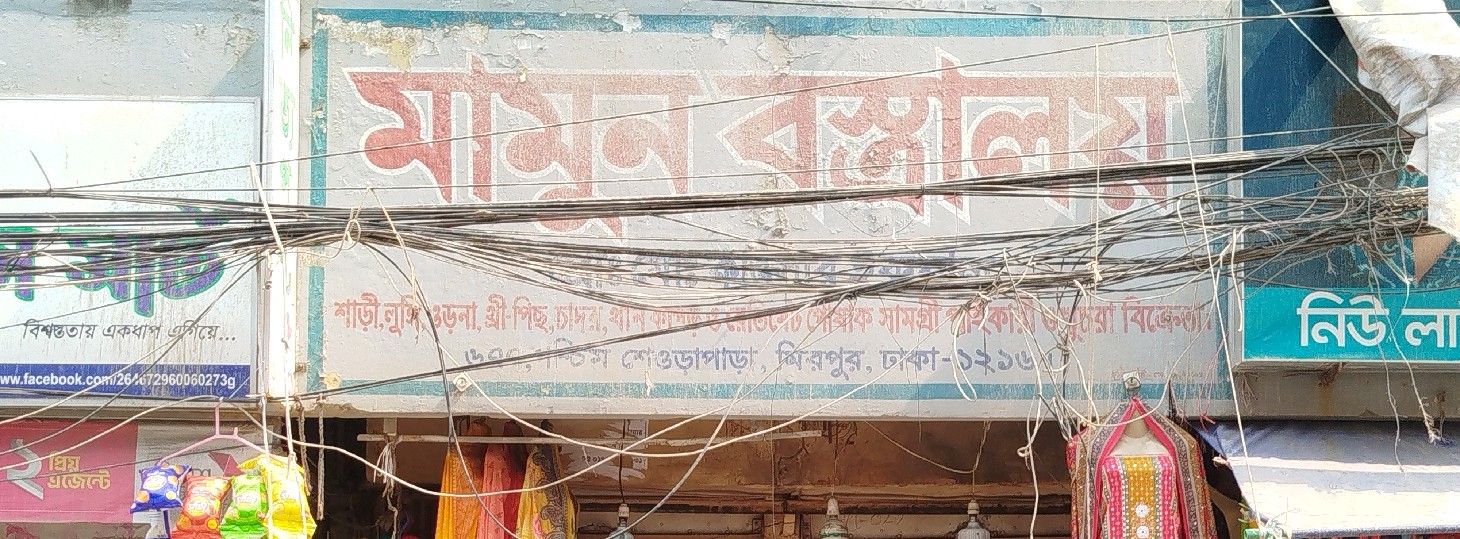 মামুন বস্ত্রালয়
শাড়ী,লুঙ্গি,ওড়না, থ্রী-পিছ,চাদর, থান কাপড় ও রেডিমেট পোষাক সামগ্রী পাইকারী ও খুচরা বিক্রেতা।
পশ্চিম শেওড়াপাড়া, মিরপুর, ঢাকা-১২১৬
বিশ্বস্ততায় একধাপ এগিয়ে...
www.facebook.com/264672960060273g
প্রিয়
এজেন্টে
নিউ লা